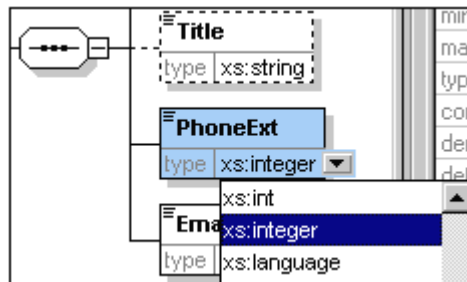 Title
type xs:string
PhoneExt
type xs:integer
xs:int
xs:integer
type xs:language